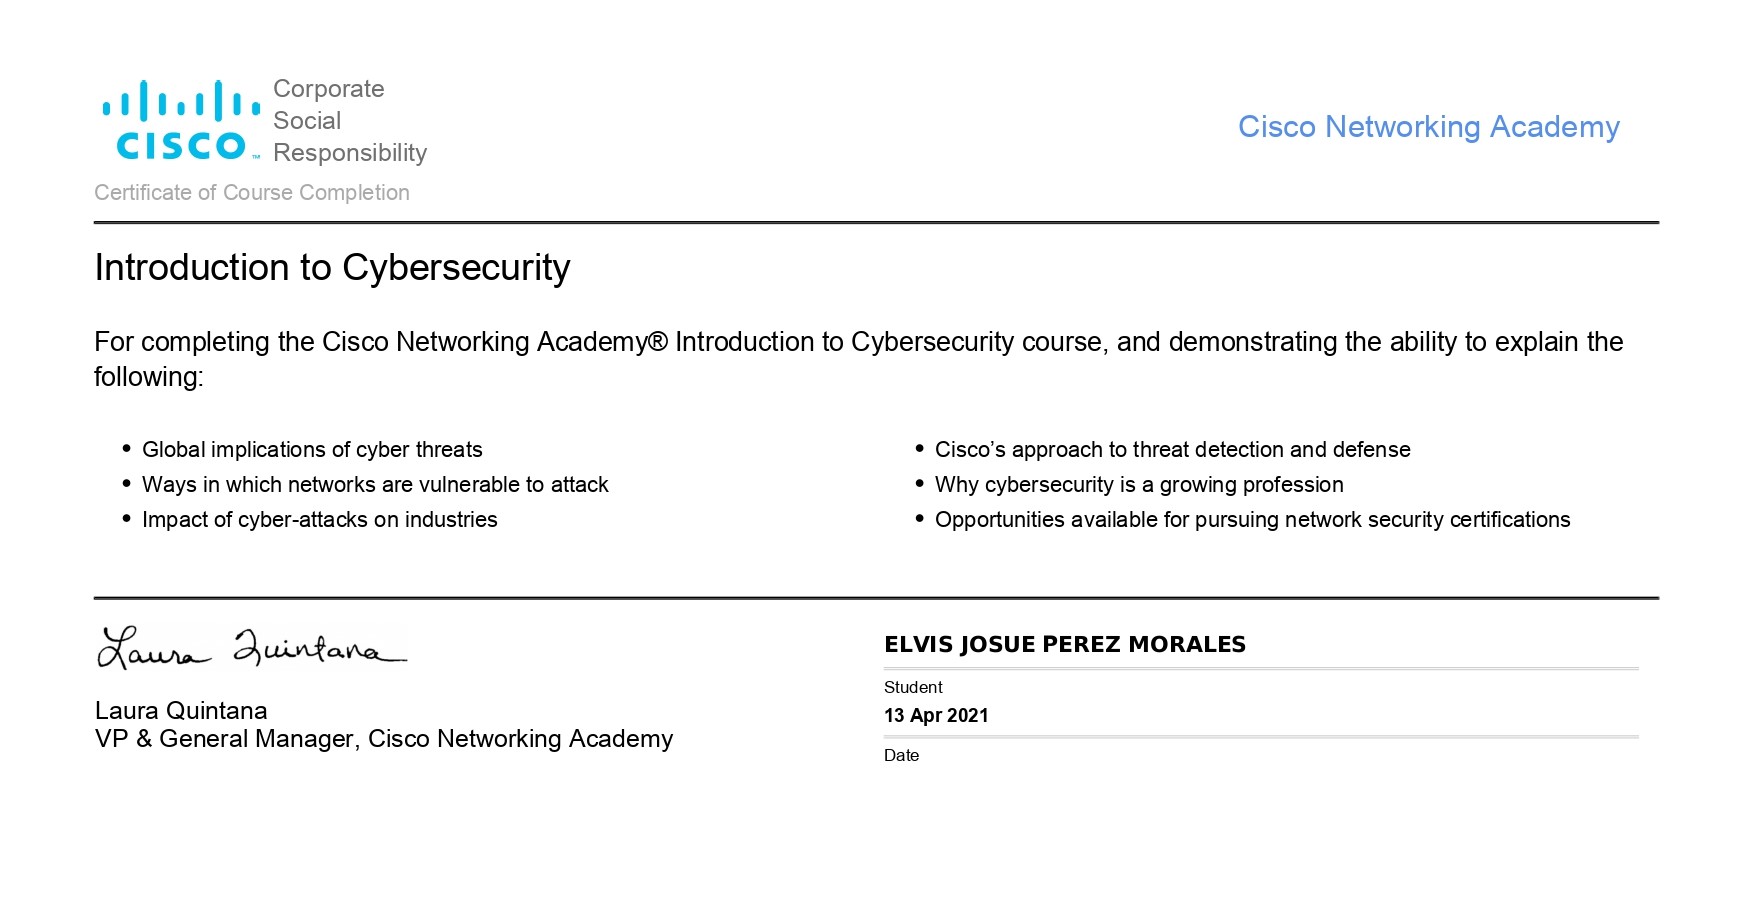 Corporate
Social
CISCO™ Responsibility
Cisco Networking Academy
Certificate of Course Completion
Introduction to Cybersecurity
For completing the Cisco Networking Academy® Introduction to Cybersecurity course, and demonstrating the ability to explain the
following:
• Global implications of cyber threats
• Ways in which networks are vulnerable to attack
• Impact of cyber-attacks on industries
• Cisco’s approach to threat detection and defense
• Why cybersecurity is a growing profession
• Opportunities available for pursuing network security certifications
Laura Quintana
Laura Quintana
VP & General Manager, Cisco Networking Academy
ELVIS JOSUE PEREZ MORALES
Student
13 Apr 2021
Date